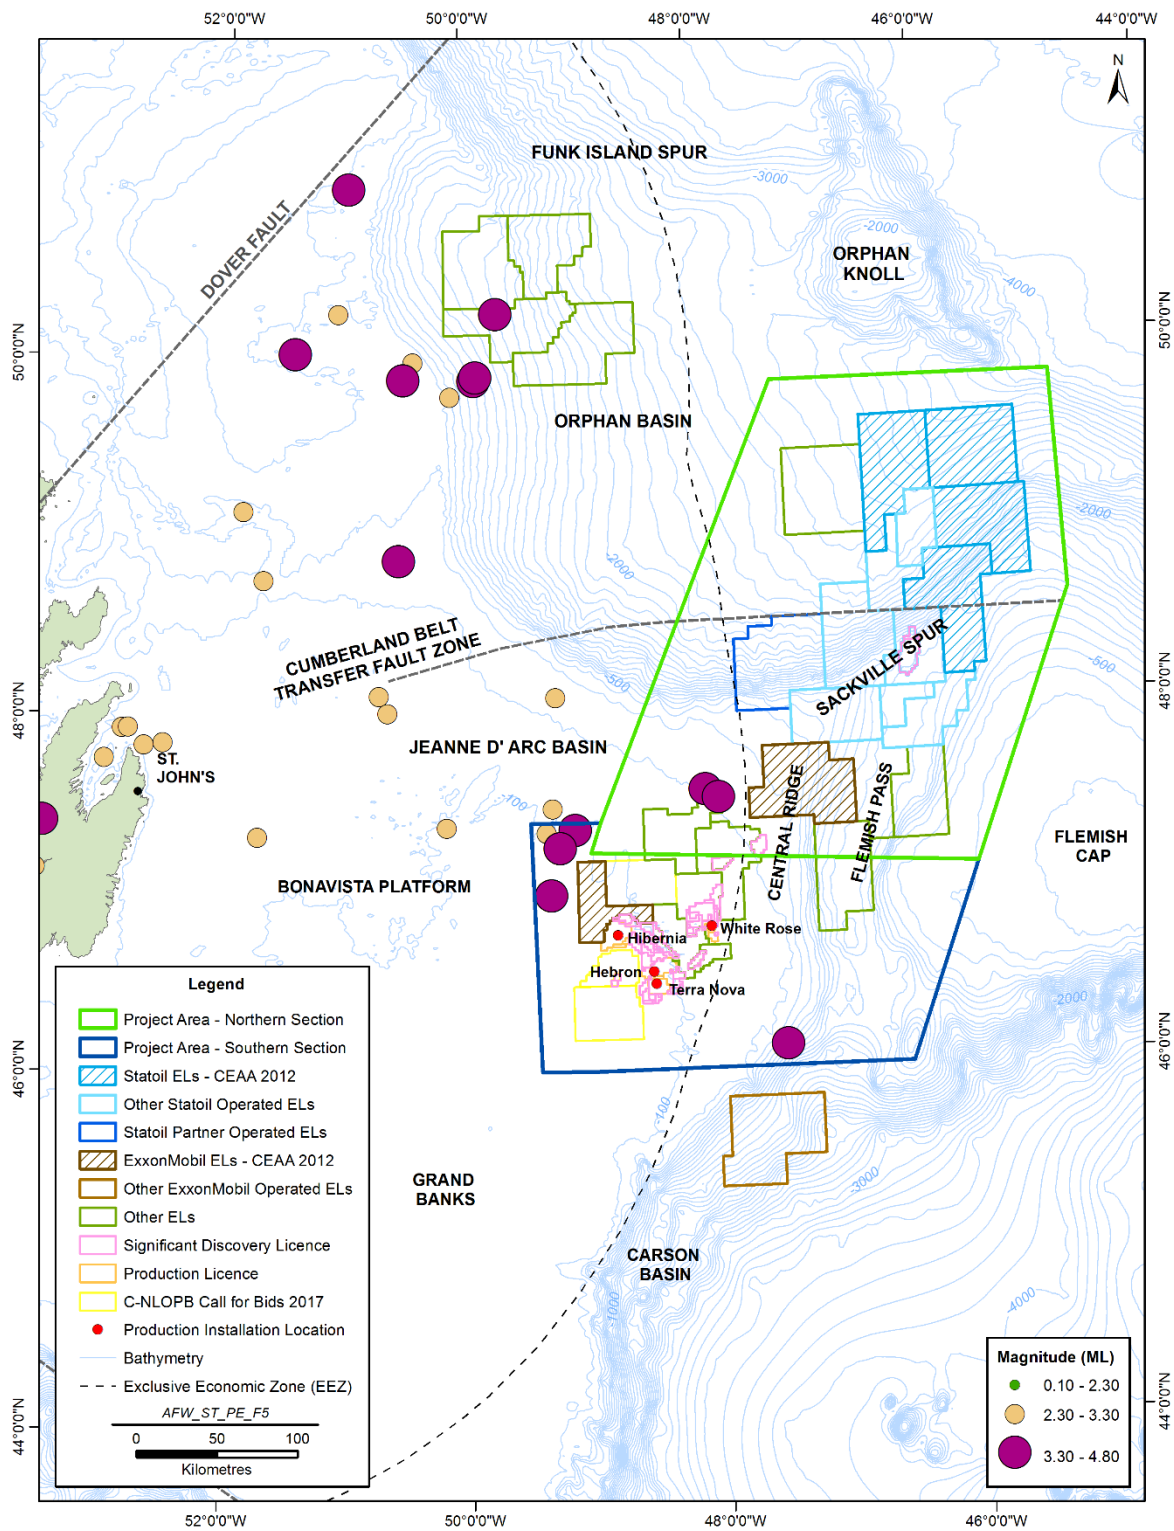 52°0'0"W
50°0'0"W
48°0'0"W
46°0'0"W
44°0'0"W
N
FUNK ISLAND SPUR
-3000
-2000
DOVER FAULT
ORPHAN
KNOLL
-4000
50°0'0"N
50°0'0"N
ORPHAN BASIN
-2000
-2000
CUMBERLAND BELT
TRANSFER FAULT ZONE
SACKVILLE SPUR
-500
-500
48°0'0"N
48°0'0"N
JEANNE D' ARC BASIN
ST.
JOHN'S
-100
CENTRAL RIDGE
FLEMISH PASS
FLEMISH
CAP
BONAVISTA PLATFORM
White Rose
Hibernia
Hebron
Terra Nova
-2000
46°0'0"N
46°0'0"N
-100
-3000
GRAND
BANKS
CARSON
BASIN
-1000
-4000
44°0'0"N
44°0'0"N
Legend
Project Area - Northern Section
Project Area - Southern Section
Statoil ELs - CEAA 2012
Other Statoil Operated ELs
Statoil Partner Operated ELs
ExxonMobil ELs - CEAA 2012
Other ExxonMobil Operated ELs
Other ELs
Significant Discovery Licence
Production Licence
C-NLOPB Call for Bids 2017
Production Installation Location
Bathymetry
Exclusive Economic Zone (EEZ)
AFW_ST_PE_F5
0 50 100
Kilometres
Magnitude (ML)
0.10 - 2.30
2.30 - 3.30
3.30 - 4.80
52°0'0"W
50°0'0"W
48°0'0"W
46°0'0"W